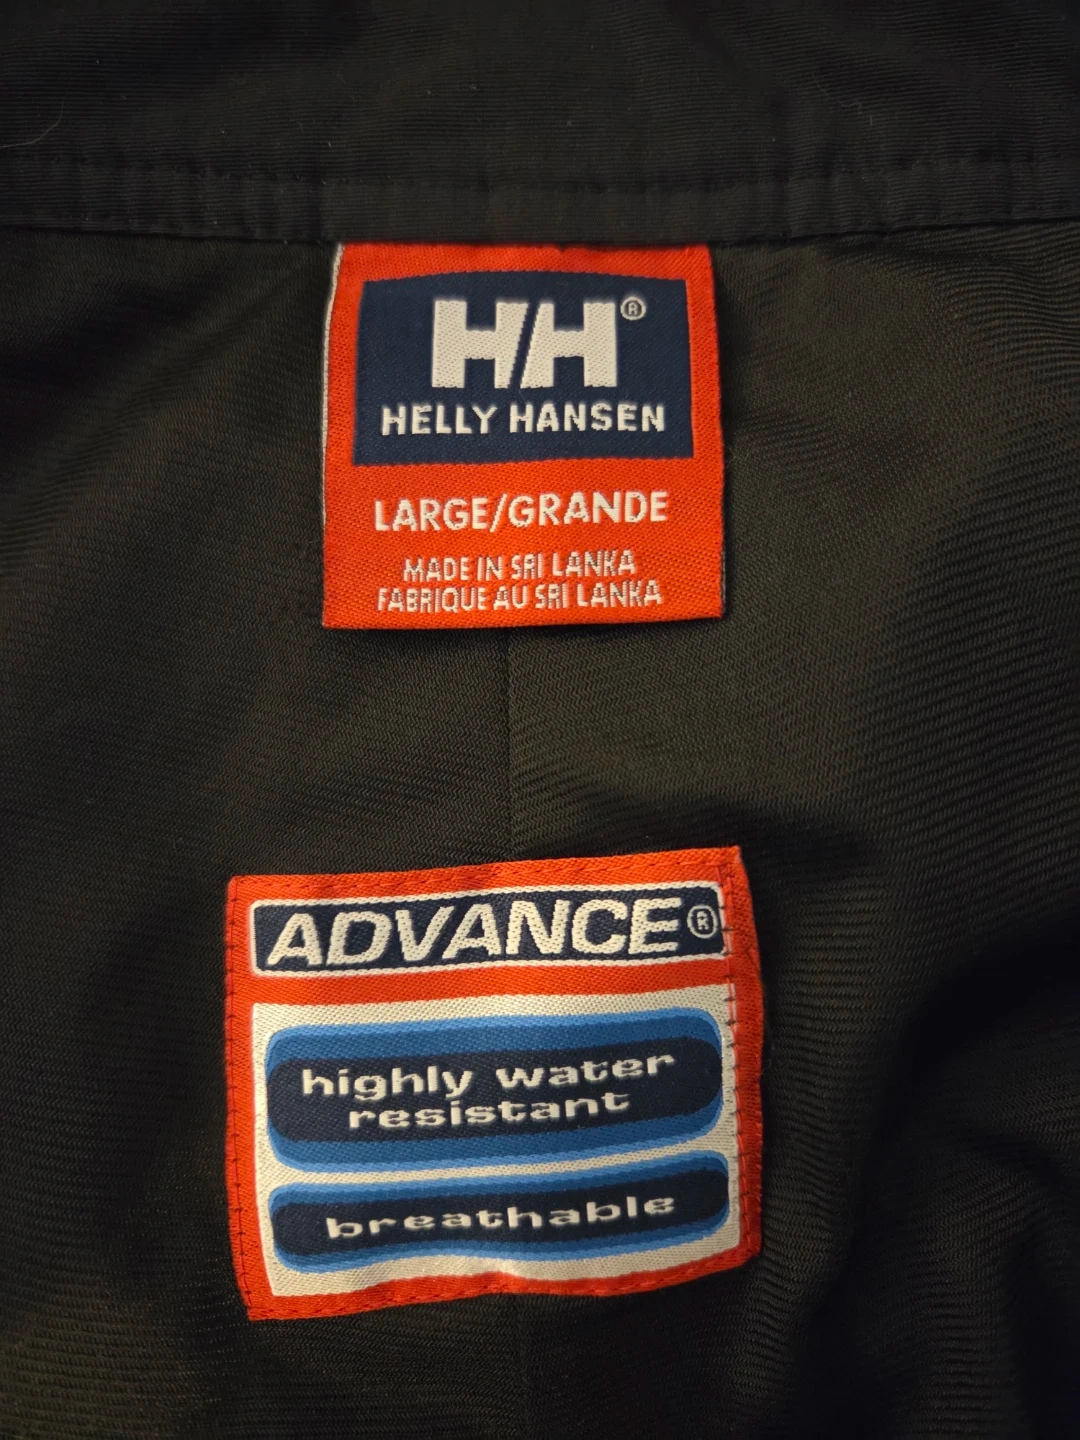 HH®
HELLY HANSEN
LARGE/GRANDE
MADE IN SRI LANKA
FABRIQUE AU SRI LANKA
ADVANCE®
highly water
resistant
breathable